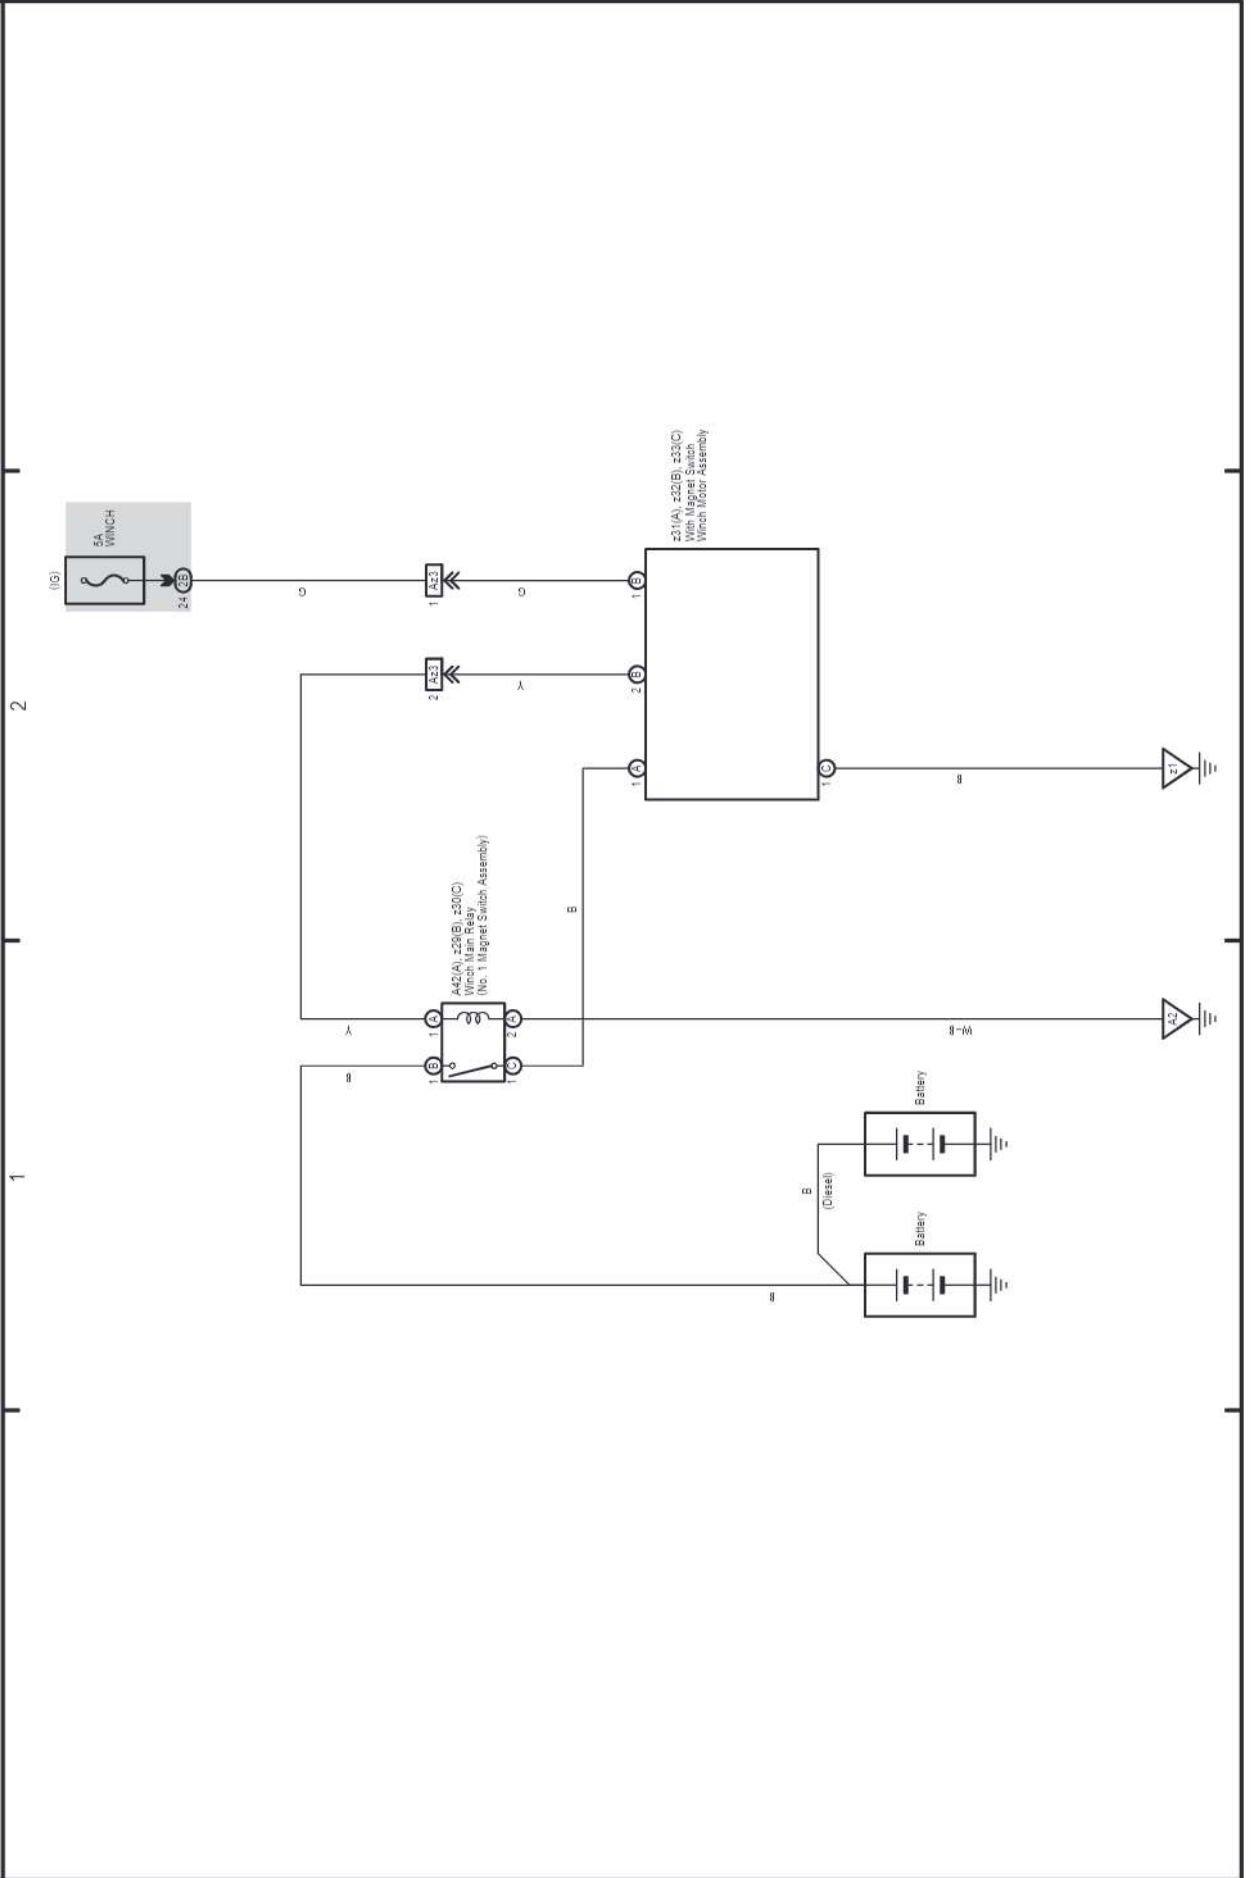 2
1
(IG)
5A
WINCH
24
2B
G
1
Az3
G
2
Az3
Y
z31(A), z32(B), z33(C)
With Magnet Switch
Winch Motor Assembly
1
B
2
B
1
A
1
C
B
z1
A42(A), z29(B), z30(C)
Winch Main Relay
(No. 1 Magnet Switch Assembly)
Y
1
A
2
A
B
1
B
1
C
B
W-B
A2
Battery
B
(Diesel)
Battery
B